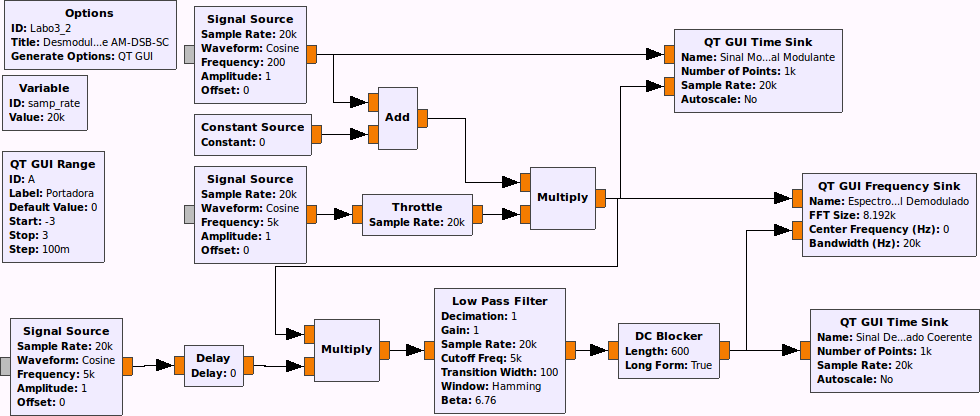 Options
ID: Labo3_2
Title: Desmodul...e AM-DSB-SC
Generate Options: QT GUI
Variable
ID: samp_rate
Value: 20k
QT GUI Range
ID: A
Label: Portadora
Default Value: 0
Start: -3
Stop: 3
Step: 100m
Signal Source
Sample Rate: 20k
Waveform: Cosine
Frequency: 200
Amplitude: 1
Offset: 0
Constant Source
Constant: 0
Add
Signal Source
Sample Rate: 20k
Waveform: Cosine
Frequency: 5k
Amplitude: 1
Offset: 0
Throttle
Sample Rate: 20k
Multiply
QT GUI Time Sink
Name: Sinal Mo...al Modulante
Number of Points: 1k
Sample Rate: 20k
Autoscale: No
QT GUI Frequency Sink
Name: Espectro...l Demodulado
FFT Size: 8.192k
Center Frequency (Hz): 0
Bandwidth (Hz): 20k
Signal Source
Sample Rate: 20k
Waveform: Cosine
Frequency: 5k
Amplitude: 1
Offset: 0
Delay
Delay: 0
Multiply
Low Pass Filter
Decimation: 1
Gain: 1
Sample Rate: 20k
Cutoff Freq: 5k
Transition Width: 100
Window: Hamming
Beta: 6.76
DC Blocker
Length: 600
Long Form: True
QT GUI Time Sink
Name: Sinal De...ado Coerente
Number of Points: 1k
Sample Rate: 20k
Autoscale: No